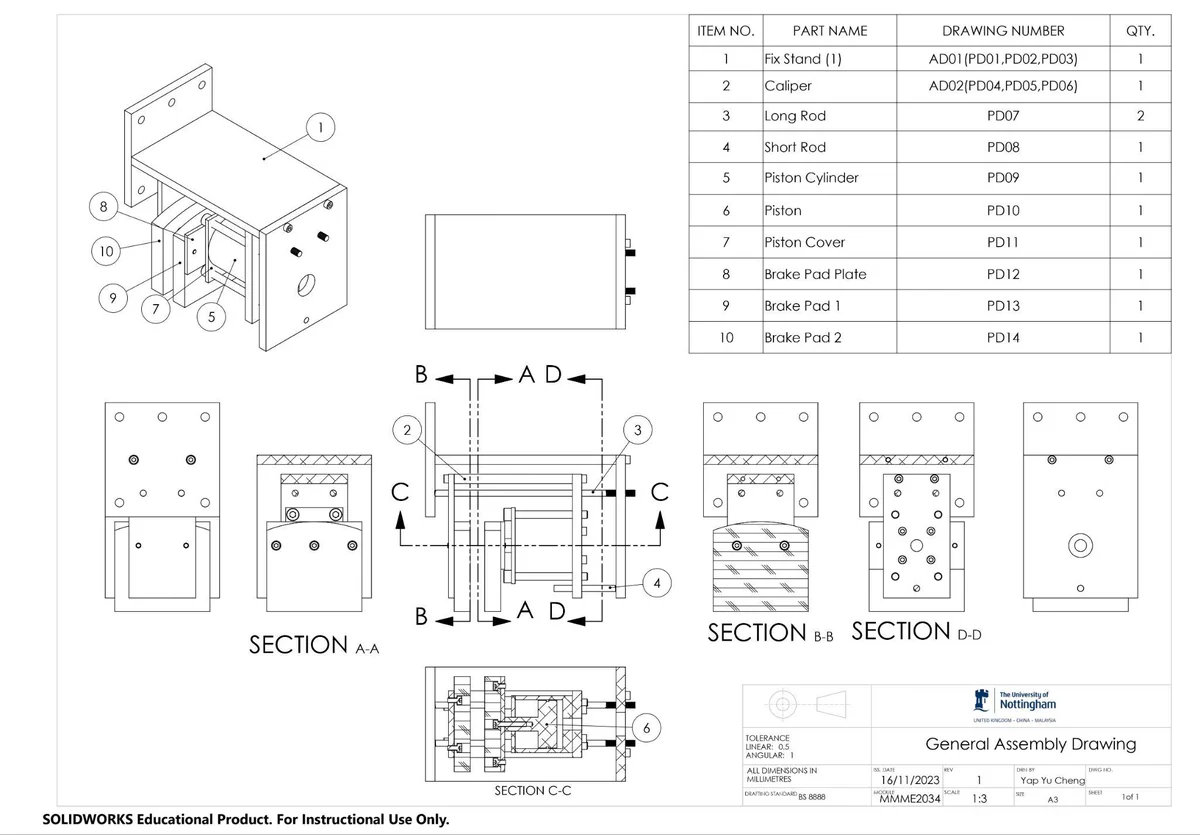 ITEM NO. PART NAME DRAWING NUMBER QTY.
1 Fix Stand (1) AD01(PD01,PD02,PD03) 1
2 Caliper AD02(PD04,PD05,PD06) 1
3 Long Rod PD07 2
4 Short Rod PD08 1
5 Piston Cylinder PD09 1
6 Piston PD10 1
7 Piston Cover PD11 1
8 Brake Pad Plate PD12 1
9 Brake Pad 1 PD13 1
10 Brake Pad 2 PD14 1
1
8
10
9
7
5
B A D
2
3
C C
4
B A D
SECTION A-A
SECTION B-B
SECTION D-D
6
SECTION C-C
The University of
Nottingham
UNITED KINGDOM - CHINA - MALAYSIA
TOLERANCE
LINEAR: 0.5
ANGULAR: 1
General Assembly Drawing
ALL DIMENSIONS IN
MILLIMETRES
ISS. DATE
16/11/2023
REV
1
DRN BY
Yap Yu Cheng
DWG NO.
DRAFTING STANDARD BS 8888
MODULE
MMME2034
SCALE
1:3
SIZE
A3
SHEET
1of 1
SOLIDWORKS Educational Product. For Instructional Use Only.